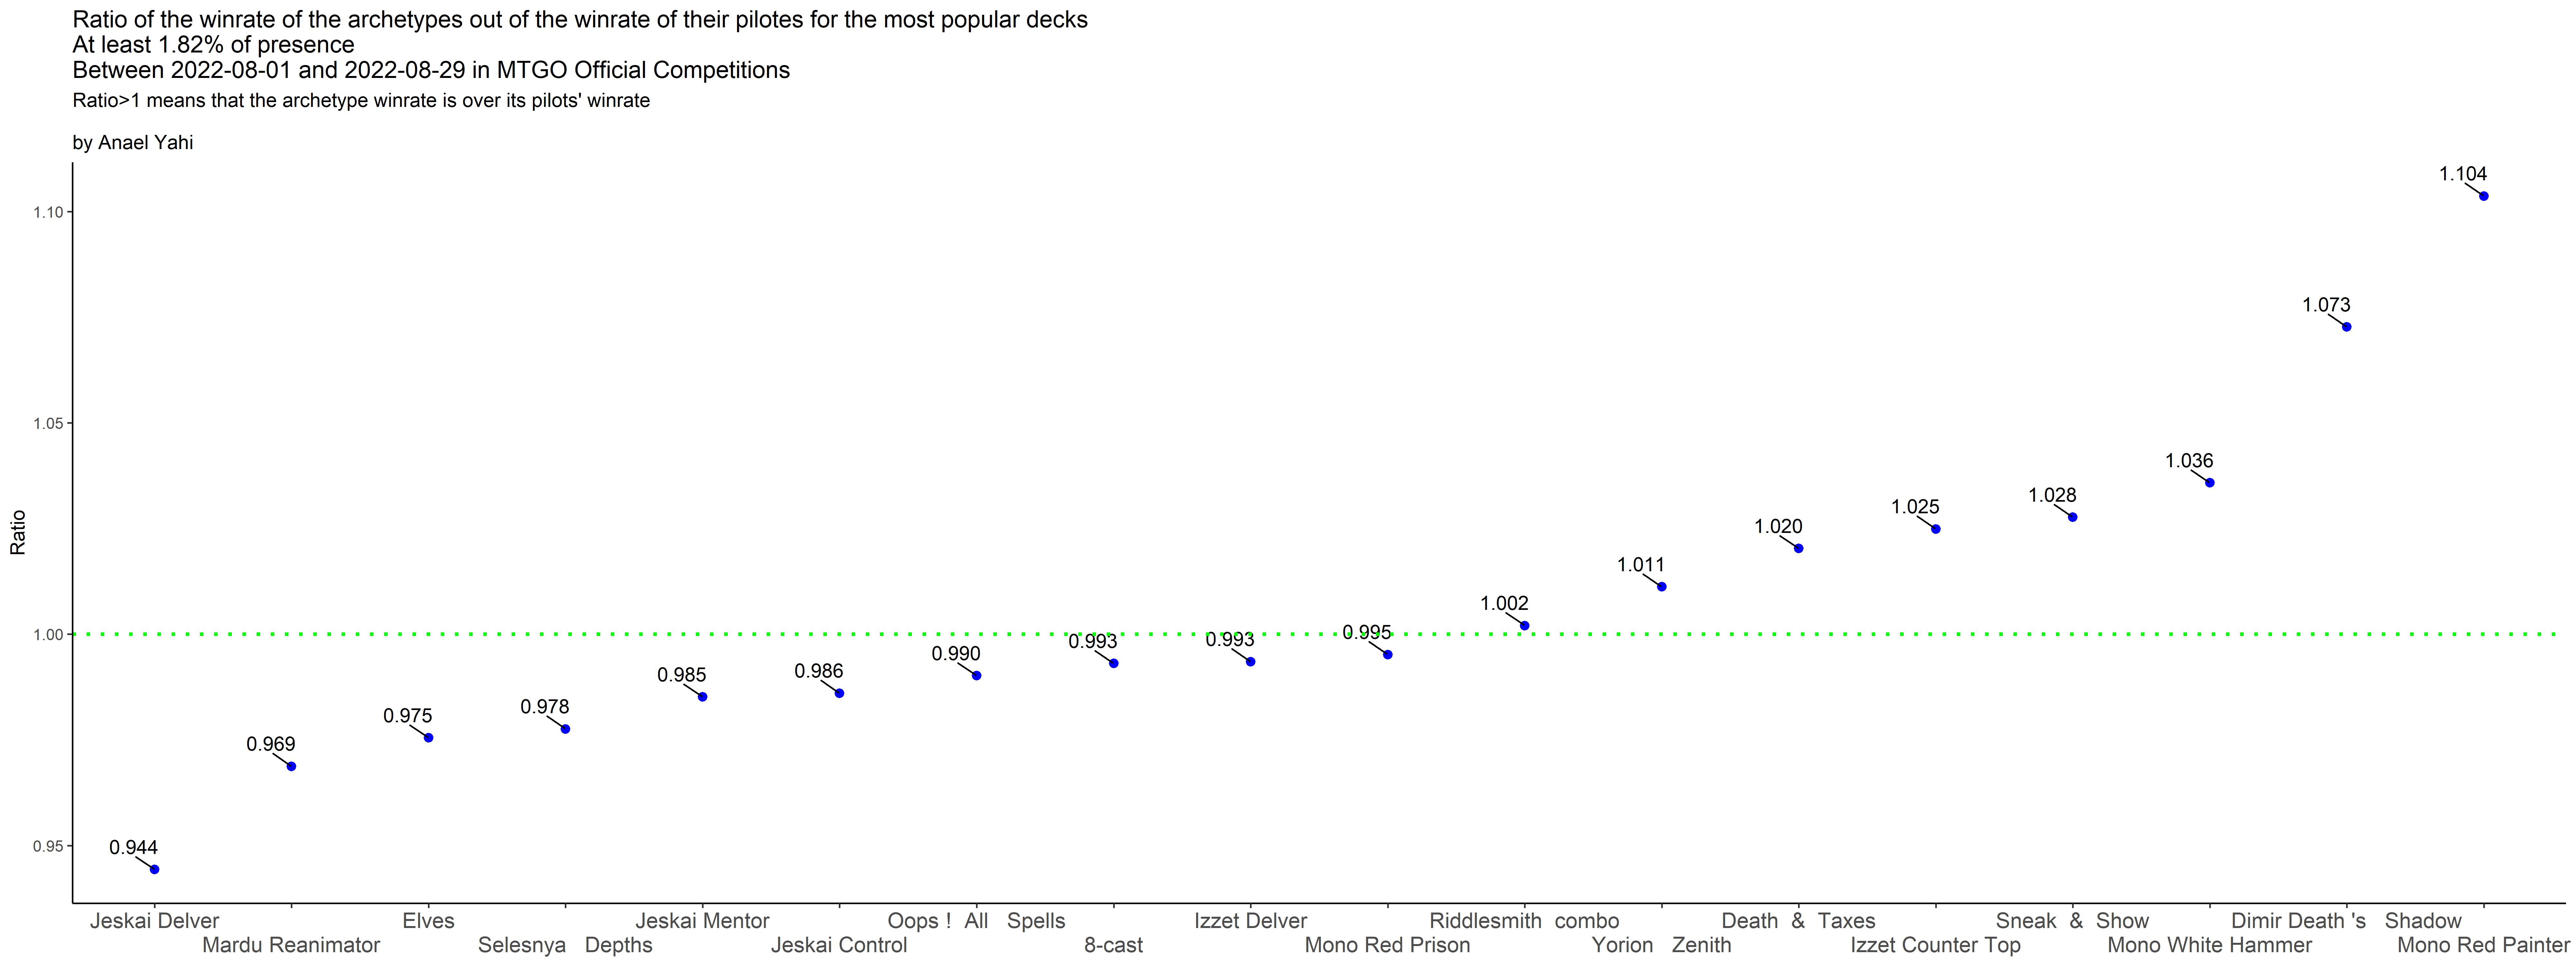 Ratio of the winrate of the archetypes out of the winrate of their pilotes for the most popular decks
At least 1.82% of presence
Between 2022-08-01 and 2022-08-29 in MTGO Official Competitions
Ratio>1 means that the archetype winrate is over its pilots' winrate
by Anael Yahi
Ratio
1.10
1.05
1.00
0.95
0.944
0.969
0.975
0.978
0.985
0.986
0.990
0.993
0.993
0.995
1.002
1.011
1.020
1.025
1.028
1.036
1.073
1.104
Jeskai Delver
Mardu Reanimator
Elves
Selesnya Depths
Jeskai Mentor
Jeskai Control
Oops ! All Spells
8-cast
Izzet Delver
Mono Red Prison
Riddlesmith combo
Yorion Zenith
Death & Taxes
Izzet Counter Top
Sneak & Show
Mono White Hammer
Dimir Death 's Shadow
Mono Red Painter